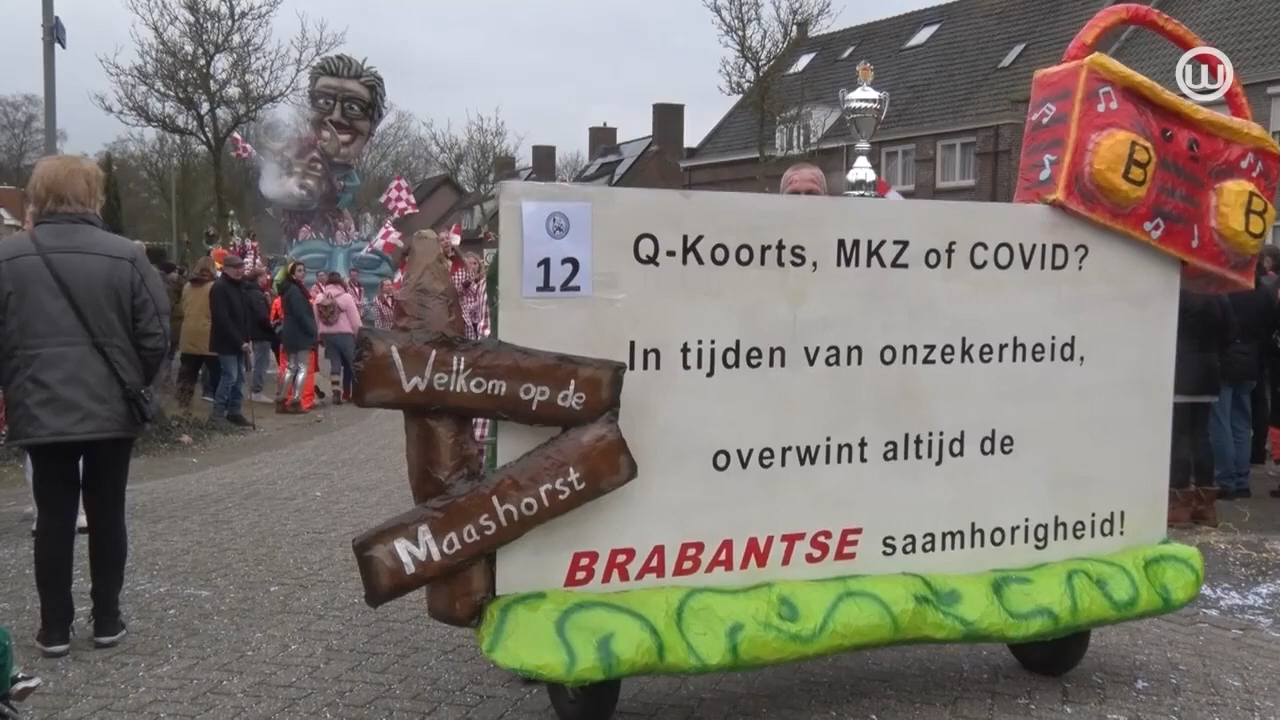 W
12
Q-Koorts, MKZ of COVID?
In tijden van onzekerheid,
overwint altijd de
BRABANTSE saamhorigheid!
Welkom op de
Maashorst
B
B